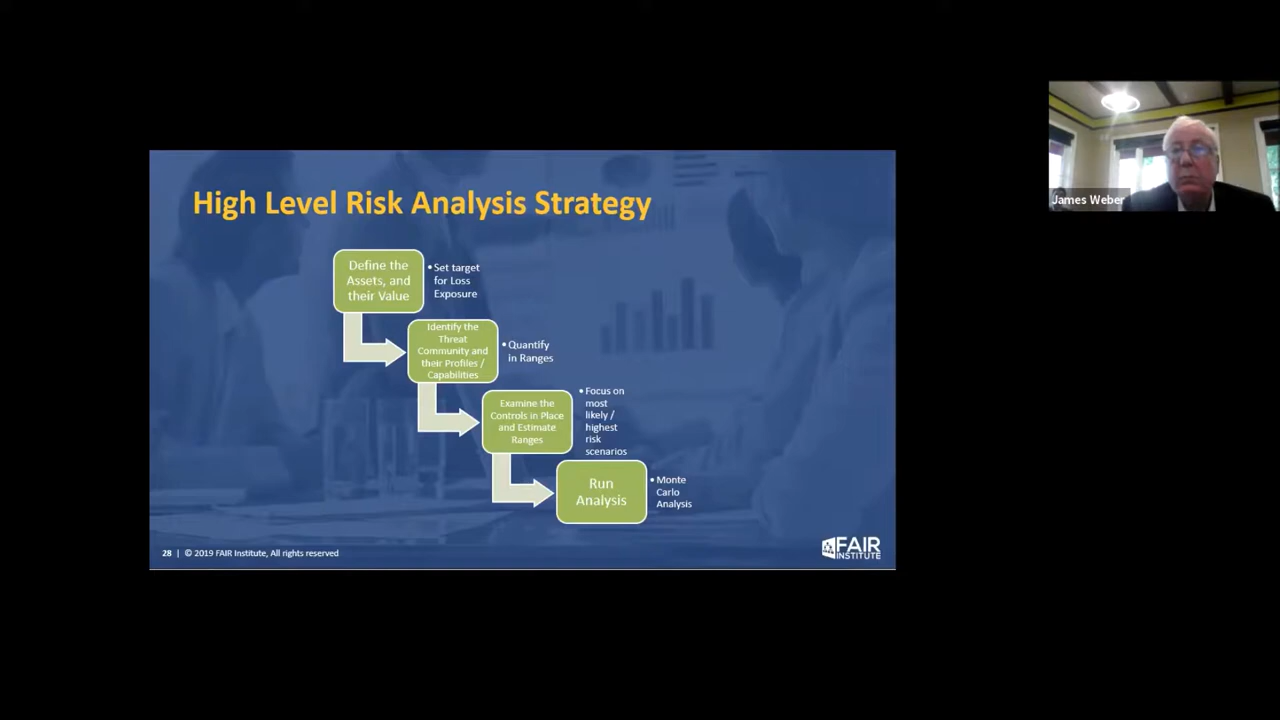 High Level Risk Analysis Strategy
Define the
Assets, and
their Value
• Set target
for Loss
Exposure
Identify the
Threat
Community and
their Profiles /
Capabilities
• Quantify
in Ranges
Examine the
Controls in Place
and Estimate
Ranges
• Focus on
most
likely /
highest
risk
scenarios
Run
Analysis
• Monte
Carlo
Analysis
28 | © 2019 FAIR Institute, All rights reserved
FAIR
INSTITUTE
James Weber